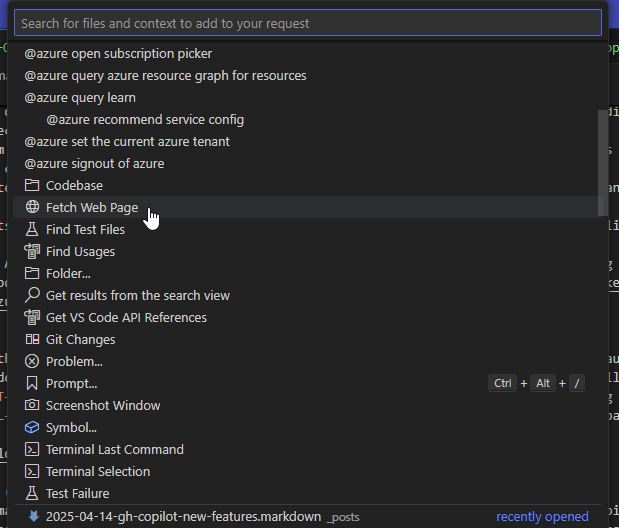 Search for files and context to add to your request
@azure open subscription picker
@azure query azure resource graph for resources
@azure query learn
@azure recommend service config
@azure set the current azure tenant
@azure signout of azure
Codebase
Fetch Web Page
Find Test Files
Find Usages
Folder...
Get results from the search view
Get VS Code API References
Git Changes
Problem...
Prompt... Ctrl + Alt + /
Screenshot Window
Symbol...
Terminal Last Command
Terminal Selection
Test Failure
2025-04-14-gh-copilot-new-features.markdown _posts recently opened